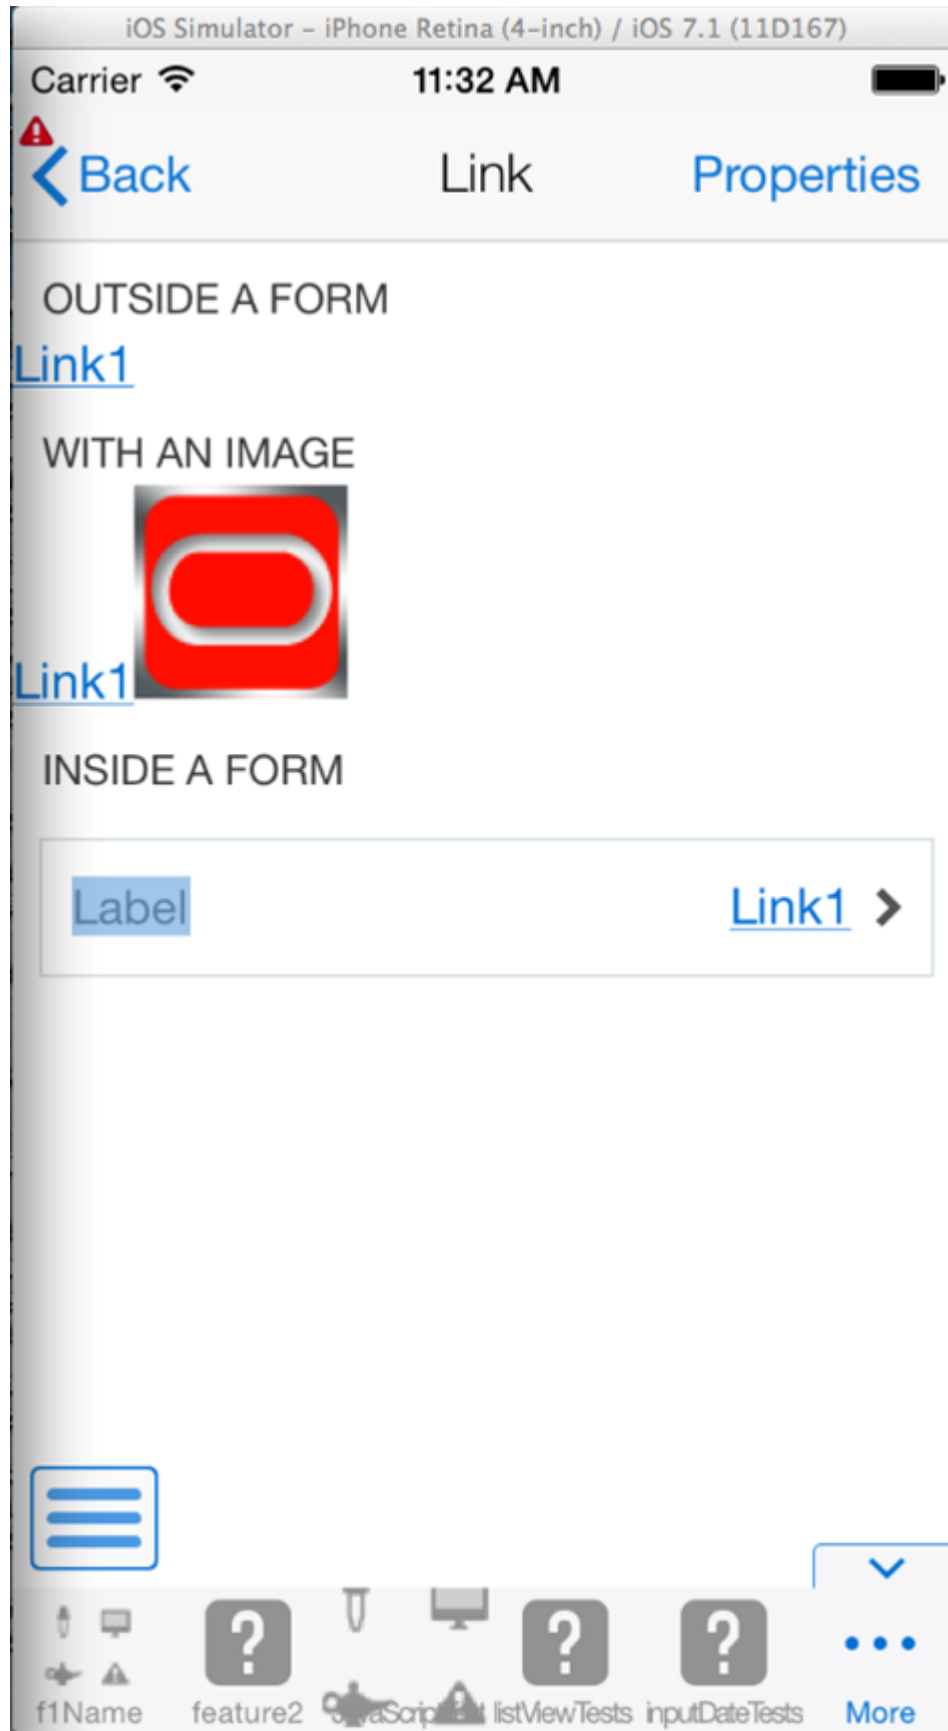 iOS Simulator – iPhone Retina (4-inch) / iOS 7.1 (11D167)
Carrier 11:32 AM
Back Link Properties
OUTSIDE A FORM
Link1
WITH AN IMAGE
Link1
INSIDE A FORM
Label Link1
f1Name feature2 listViewTests inputDateTests More